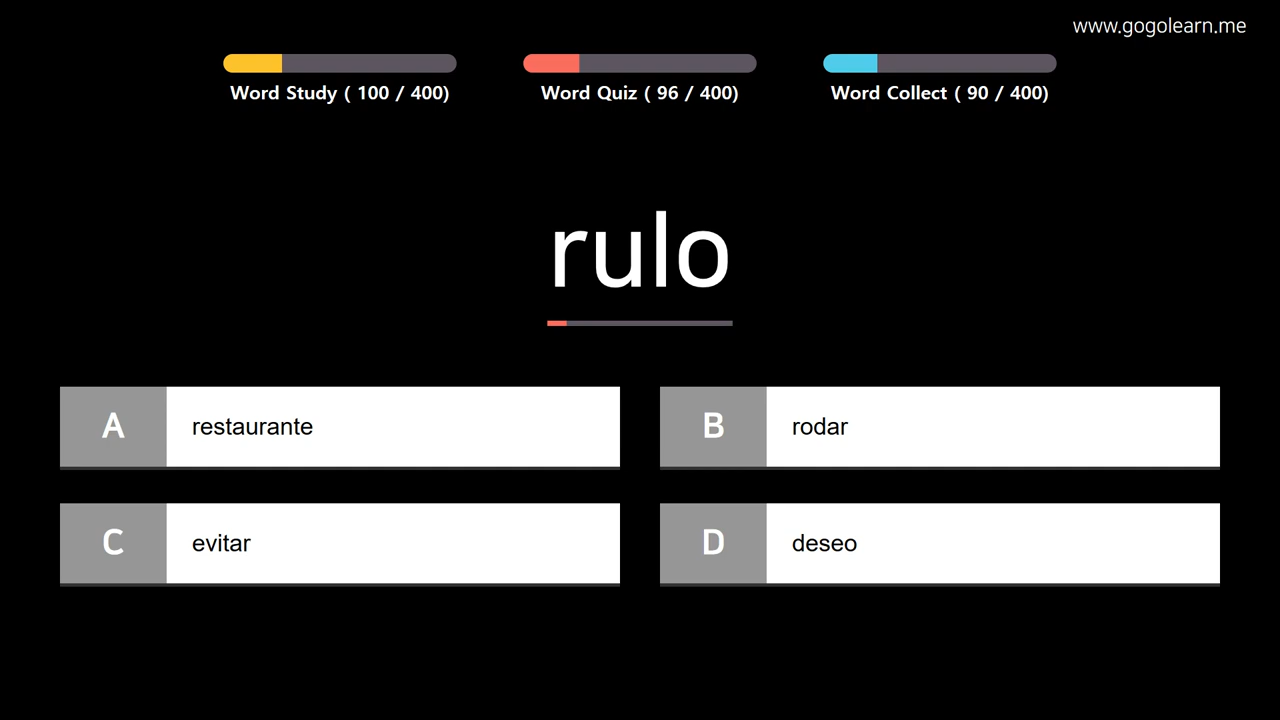 www.gogolearn.me
Word Study ( 100 / 400)
Word Quiz ( 96 / 400)
Word Collect ( 90 / 400)
rulo
A restaurante
B rodar
C evitar
D deseo